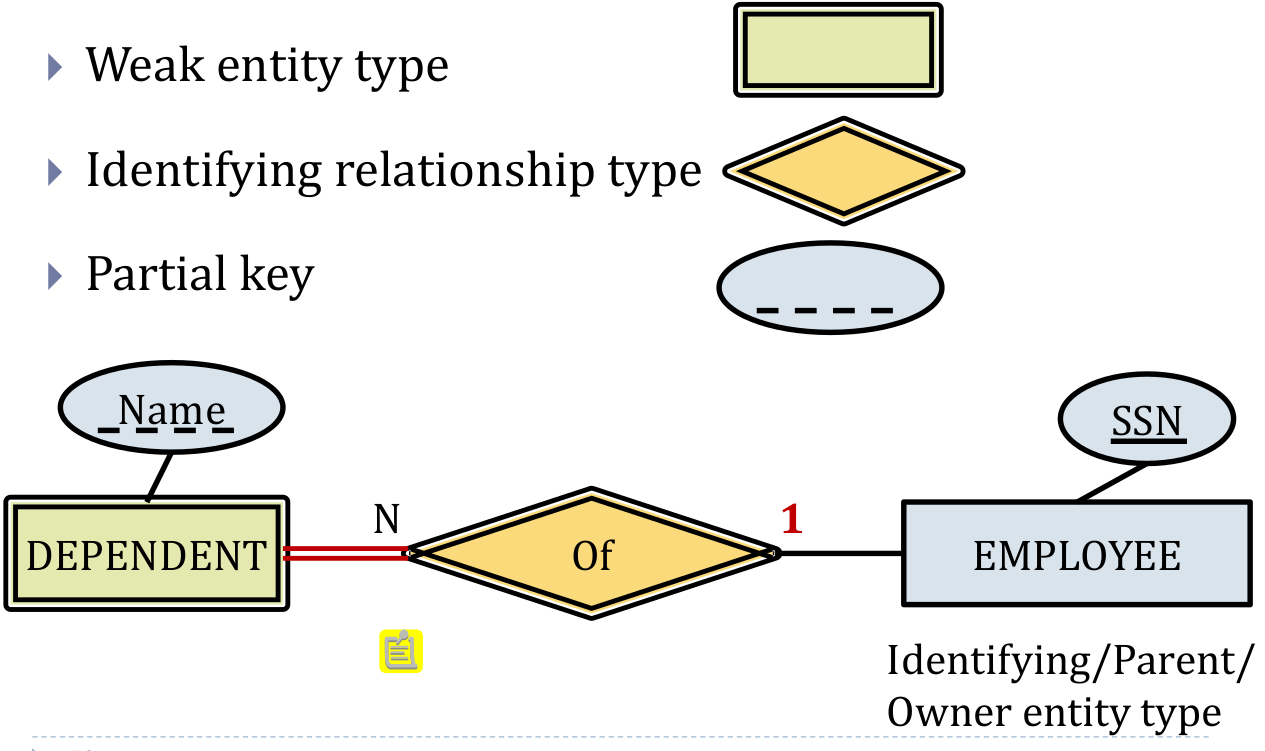 Weak entity type
Identifying relationship type
Partial key
Name
SSN
N
1
DEPENDENT
Of
EMPLOYEE
Identifying/Parent/
Owner entity type